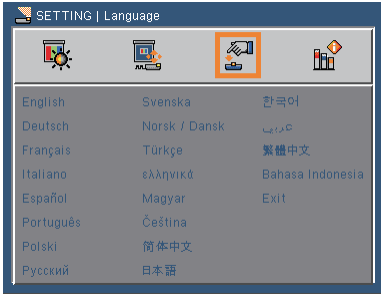 SETTING | Language
English
Deutsch
Français
Italiano
Español
Português
Polski
Русский
Svenska
Norsk / Dansk
Türkçe
ελληνικά
Magyar
Čeština
简体中文
日本語
한국어
繁體中文
Bahasa Indonesia
Exit